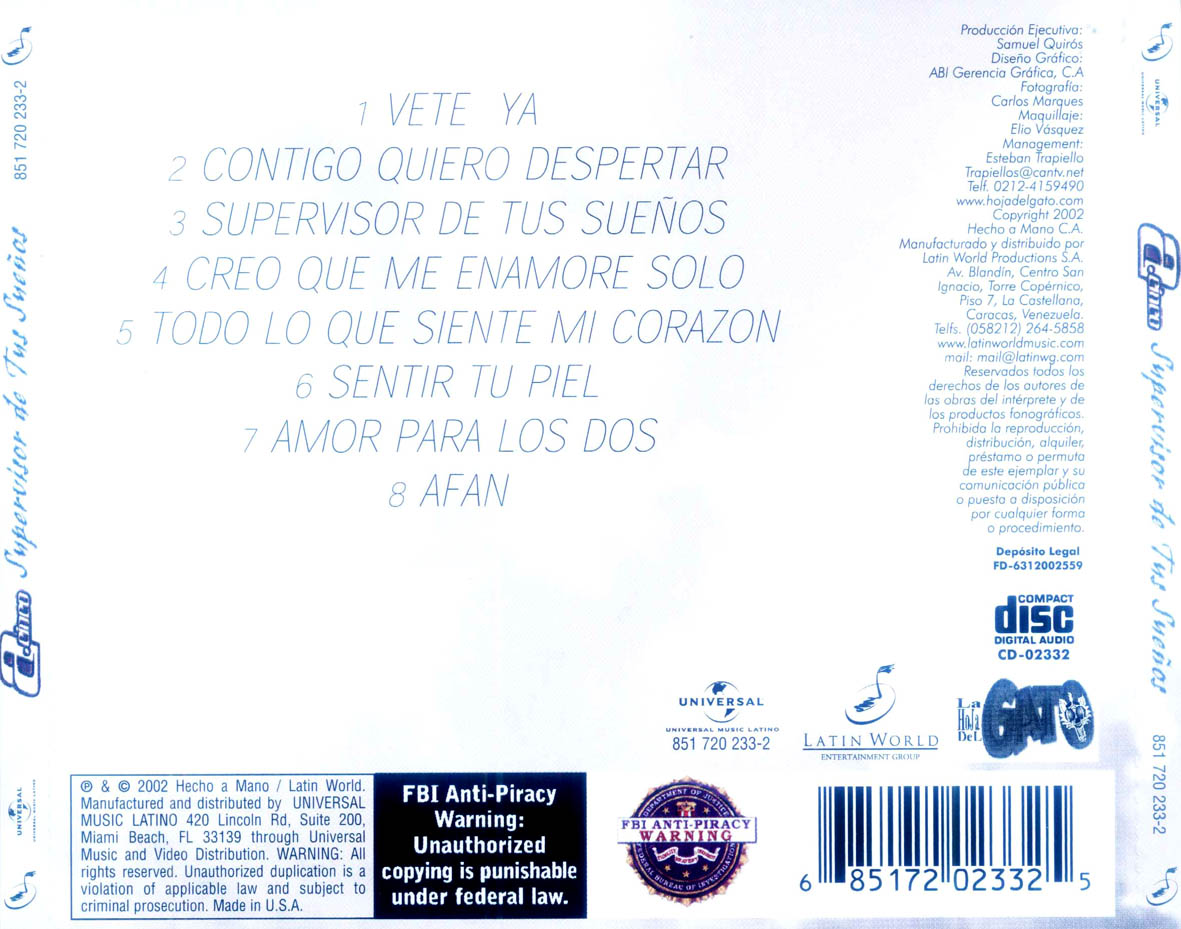 1 VETE YA
2 CONTIGO QUIERO DESPERTAR
3 SUPERVISOR DE TUS SUEÑOS
4 CREO QUE ME ENAMORE SOLO
5 TODO LO QUE SIENTE MI CORAZON
6 SENTIR TU PIEL
7 AMOR PARA LOS DOS
8 AFAN
Producción Ejecutiva:
Samuel Quirós
Diseño Gráfico:
ABI Gerencia Gráfica, C.A
Fotografía:
Carlos Marques
Maquillaje:
Elio Vásquez
Management:
Esteban Trapiello
Trapiellos@cantv.net
Telf. 0212-4159490
www.hojadelgato.com
Copyright 2002
Hecho a Mano C.A.
Manufacturado y distribuido por
Latin World Productions S.A.
Av. Blandín, Centro San
Ignacio, Torre Copérnico,
Piso 7, La Castellana,
Caracas, Venezuela.
Telfs. (058212) 264-5858
www.latinworldmusic.com
mail: mail@latinwg.com
Reservados todos los
derechos de los autores de
las obras del intérprete y de
los productos fonográficos.
Prohibida la reproducción,
distribución, alquiler,
préstamo o permuta
de este ejemplar y su
comunicación pública
o puesta a disposición
por cualquier forma
o procedimiento.
Depósito Legal
FD-6312002559
COMPACT
disc
DIGITAL AUDIO
CD-02332
UNIVERSAL
UNIVERSAL MUSIC LATINO
851 720 233-2
LATIN WORLD
ENTERTAINMENT GROUP
La
Hoja
Del
GATO
℗ & © 2002 Hecho a Mano / Latin World.
Manufactured and distributed by UNIVERSAL
MUSIC LATINO 420 Lincoln Rd, Suite 200,
Miami Beach, FL 33139 through Universal
Music and Video Distribution. WARNING: All
rights reserved. Unauthorized duplication is a
violation of applicable law and subject to
criminal prosecution. Made in U.S.A.
FBI Anti-Piracy
Warning:
Unauthorized
copying is punishable
under federal law.
DEPARTMENT OF JUSTICE
FBI ANTI-PIRACY
WARNING
FEDERAL BUREAU OF INVESTIGATION
6 85172 02332 5
851 720 233-2
Supervisor de Tus Sueños
UNIVERSAL
UNIVERSAL
Supervisor de Tus Sueños
851 720 233-2